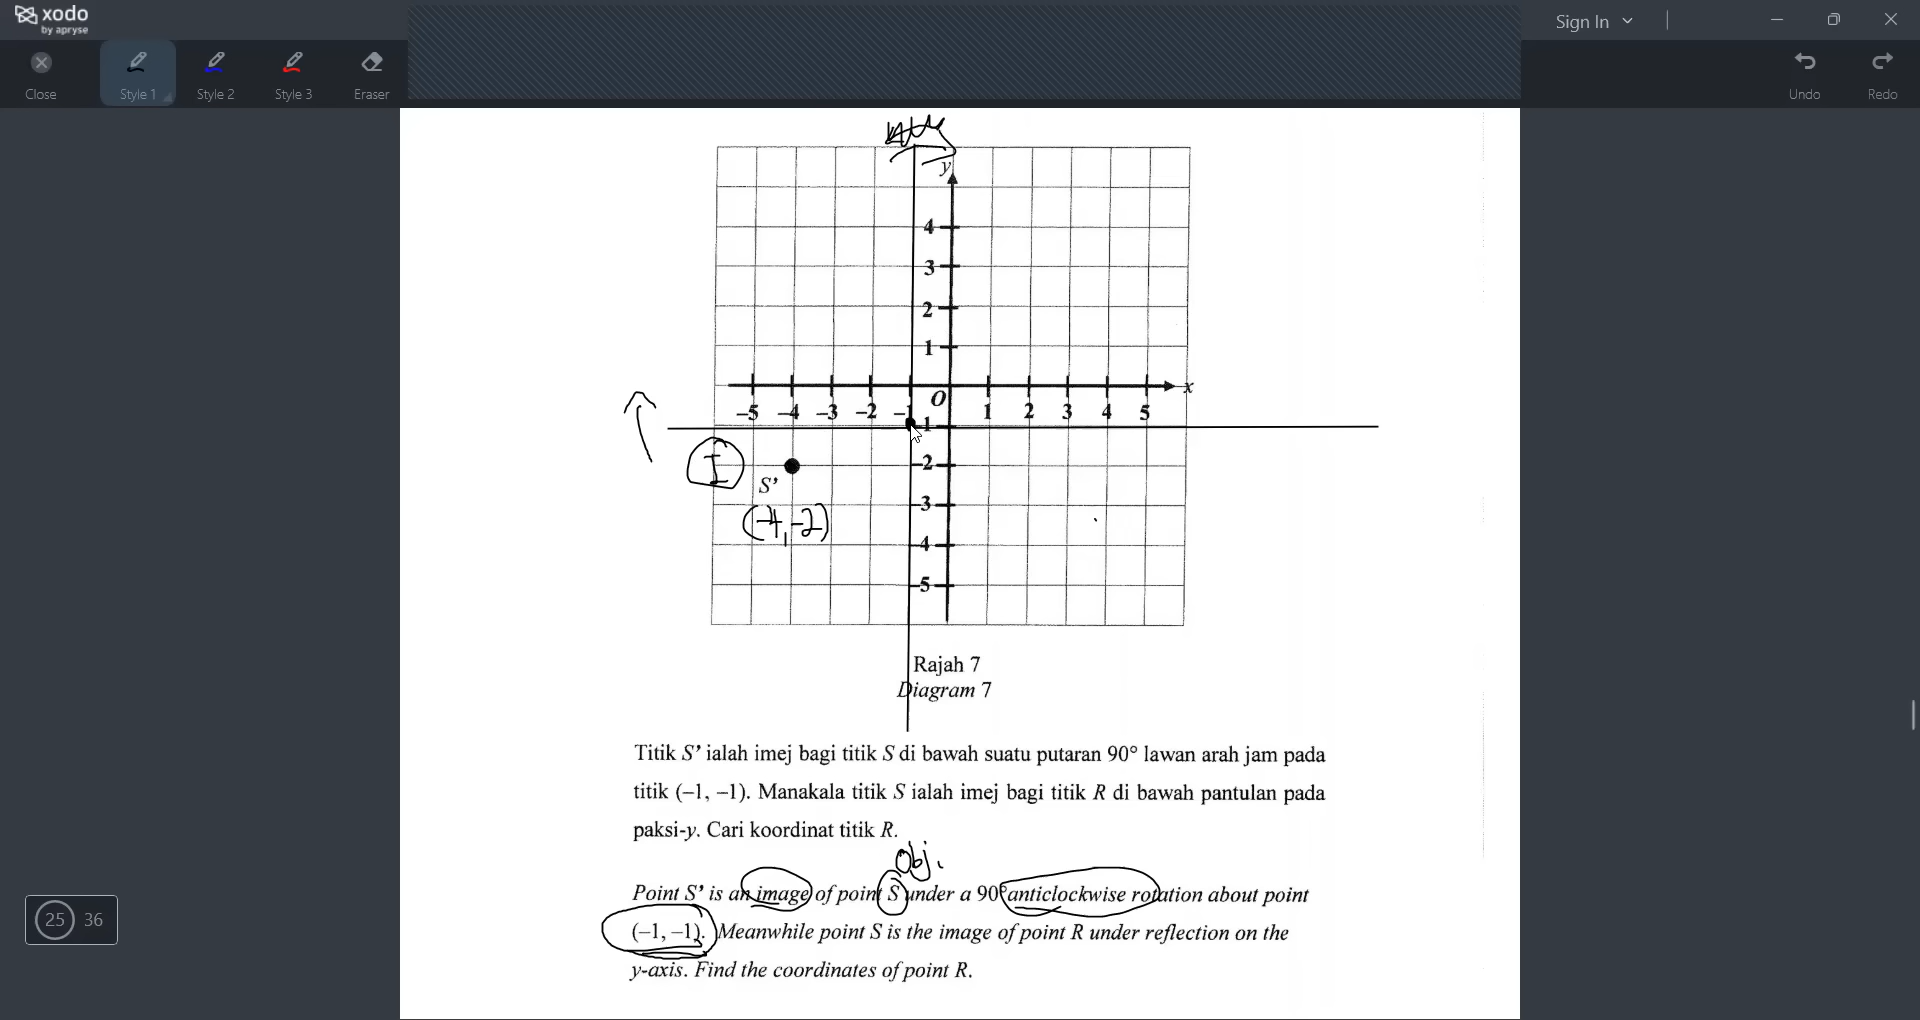 xodo
by apryse
Sign In
Close
Style 1
Style 2
Style 3
Eraser
Undo
Redo
y
4
3
2
1
x
O
–5 –4 –3 –2 –1 1 2 3 4 5
–1
I
–2
S’
–3
(-4, -2)
–4
–5
Rajah 7
Diagram 7
Titik S’ ialah imej bagi titik S di bawah suatu putaran 90° lawan arah jam pada
titik (–1, –1). Manakala titik S ialah imej bagi titik R di bawah pantulan pada
paksi-y. Cari koordinat titik R.
Obj.
Point S’ is an image of point S under a 90° anticlockwise rotation about point
(–1, –1). Meanwhile point S is the image of point R under reflection on the
y-axis. Find the coordinates of point R.
25 36